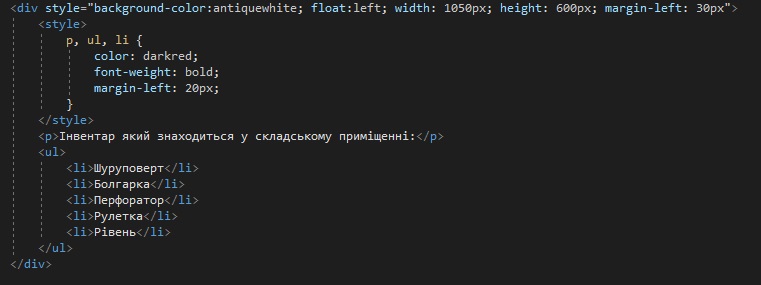 <div style="background-color:antiquewhite; float:left; width: 1050px; height: 600px; margin-left: 30px">
<style>
p, ul, li {
color: darkred;
font-weight: bold;
margin-left: 20px;
}
</style>
<p>Інвентар який знаходиться у складському приміщенні:</p>
<ul>
<li>Шуруповерт</li>
<li>Болгарка</li>
<li>Перфоратор</li>
<li>Рулетка</li>
<li>Рівень</li>
</ul>
</div>